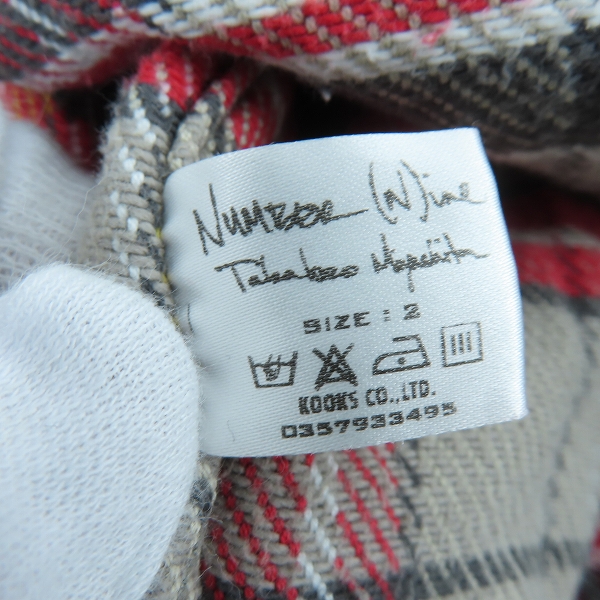 NUMBER (N)ine
Takahiro Miyashita
SIZE : 2
KOOKS CO.,LTD.
0357933495